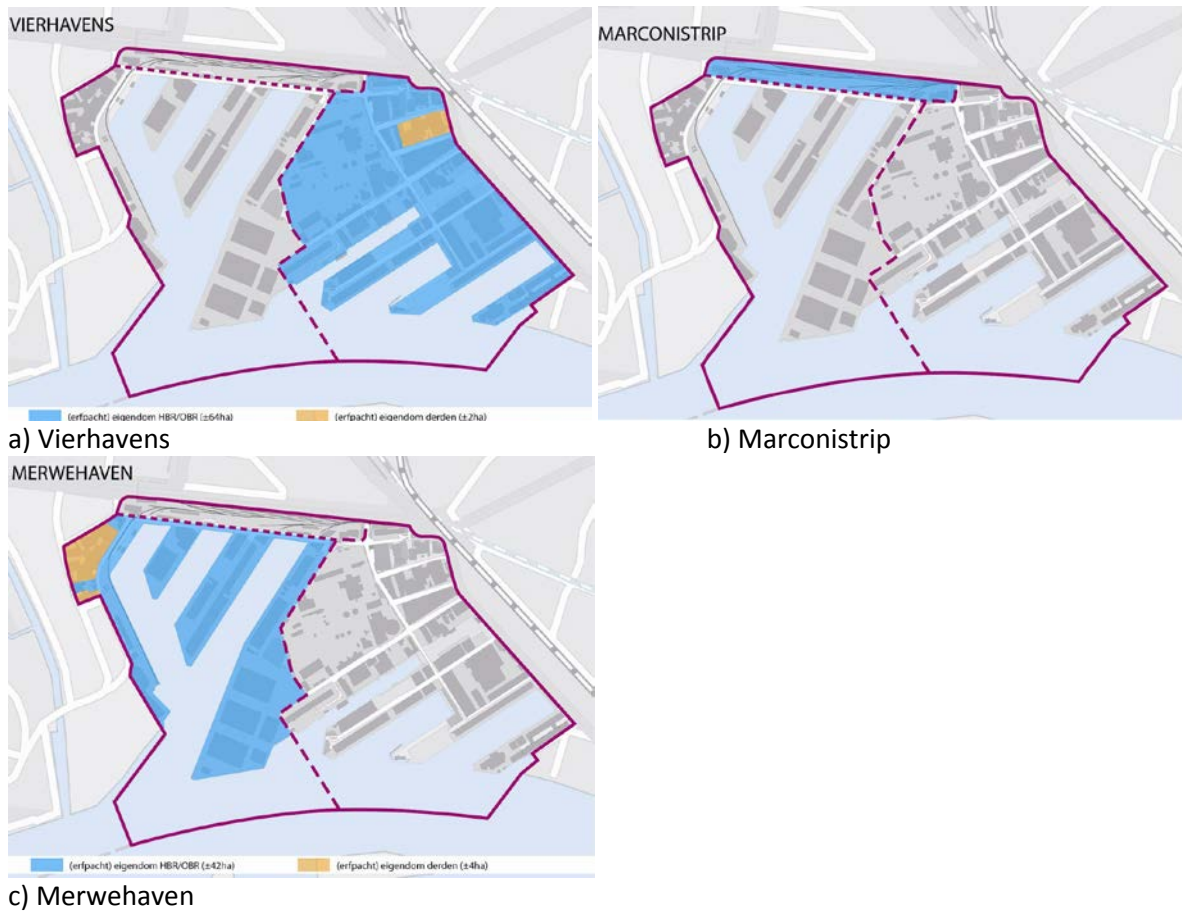 VIERHAVENS
MARCONISTRIP
(erfpacht) eigendom HBR/OBR (±64ha) (erfpacht) eigendom derden (±2ha)
a) Vierhavens b) Marconistrip
MERWEHAVEN
(erfpacht) eigendom HBR/OBR (±42ha) (erfpacht) eigendom derden (±4ha)
c) Merwehaven